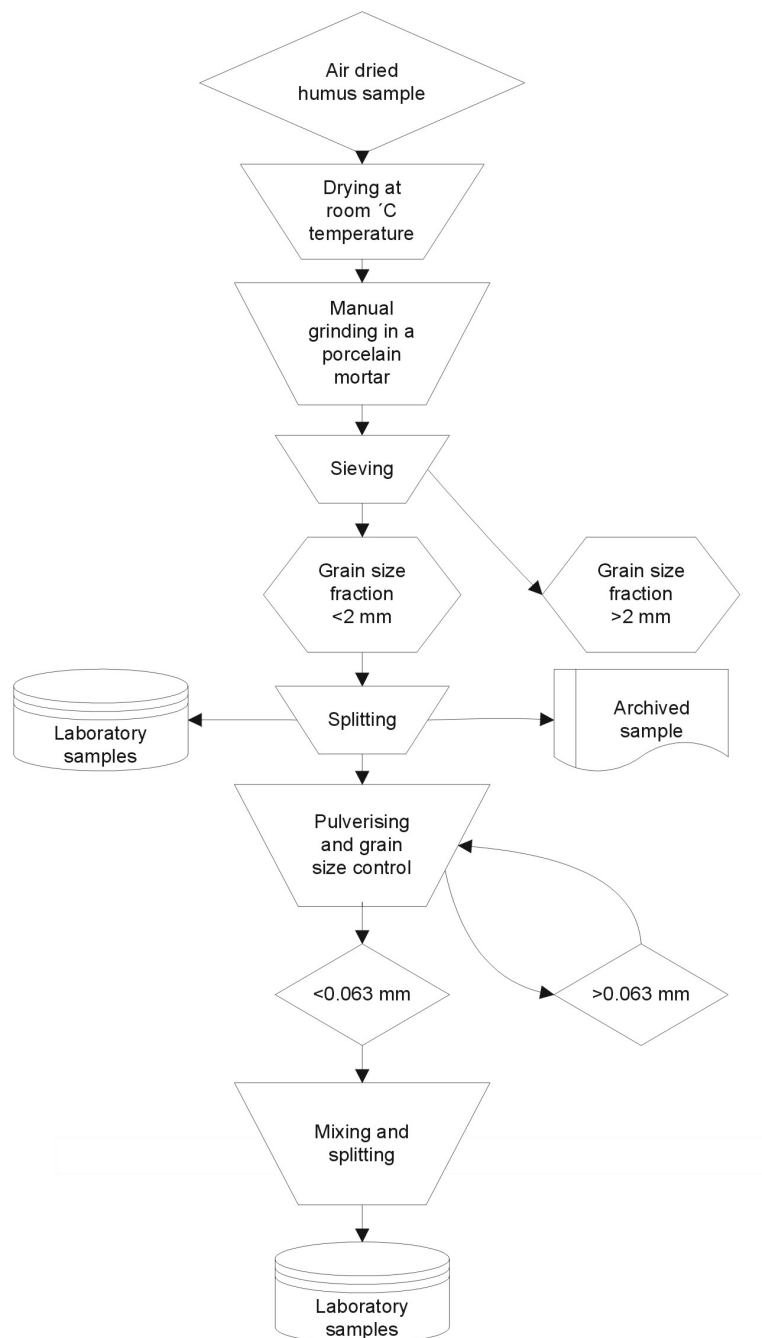 Air dried
humus sample
Drying at
room ´C
temperature
Manual
grinding in a
porcelain
mortar
Sieving
Grain size
fraction
<2 mm
Grain size
fraction
>2 mm
Laboratory
samples
Splitting
Archived
sample
Pulverising
and grain
size control
<0.063 mm
>0.063 mm
Mixing and
splitting
Laboratory
samples